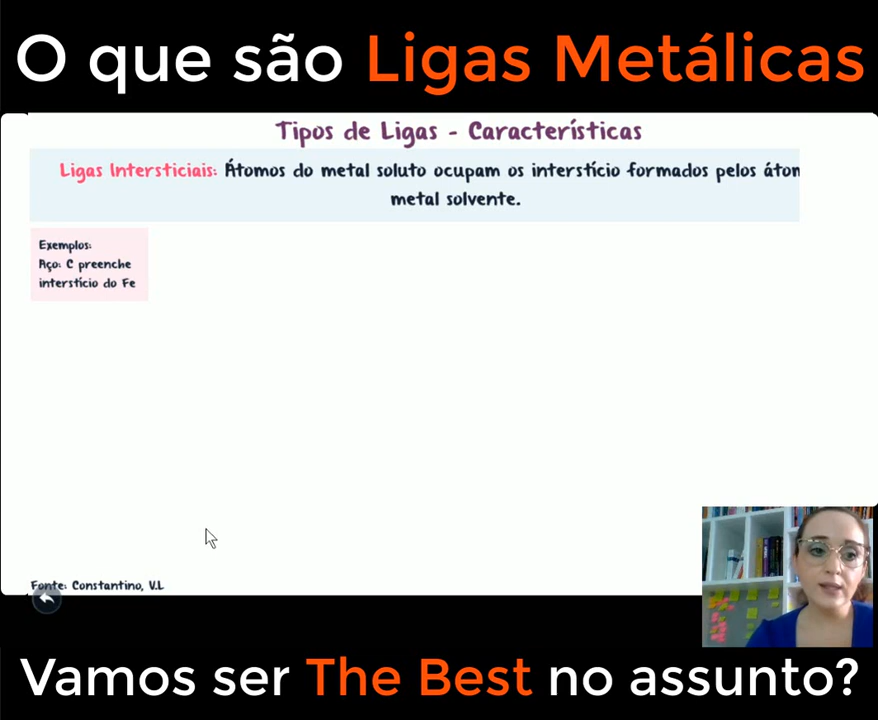 O que são Ligas Metálicas
Tipos de Ligas - Características
Ligas Intersticiais: Átomos do metal soluto ocupam os interstício formados pelos áton
metal solvente.
Exemplos:
Aço: C preenche
interstício do Fe
Fonte: Constantino, V.L
Vamos ser The Best no assunto?